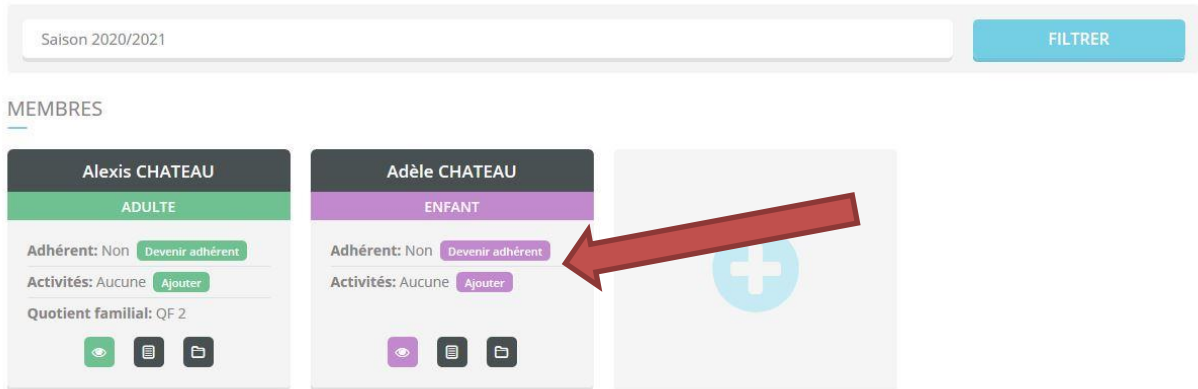 Saison 2020/2021
FILTRER
MEMBRES
Alexis CHATEAU
ADULTE
Adhérent: Non Devenir adhérent
Activités: Aucune Ajouter
Quotient familial: QF 2
Adèle CHATEAU
ENFANT
Adhérent: Non Devenir adhérent
Activités: Aucune Ajouter